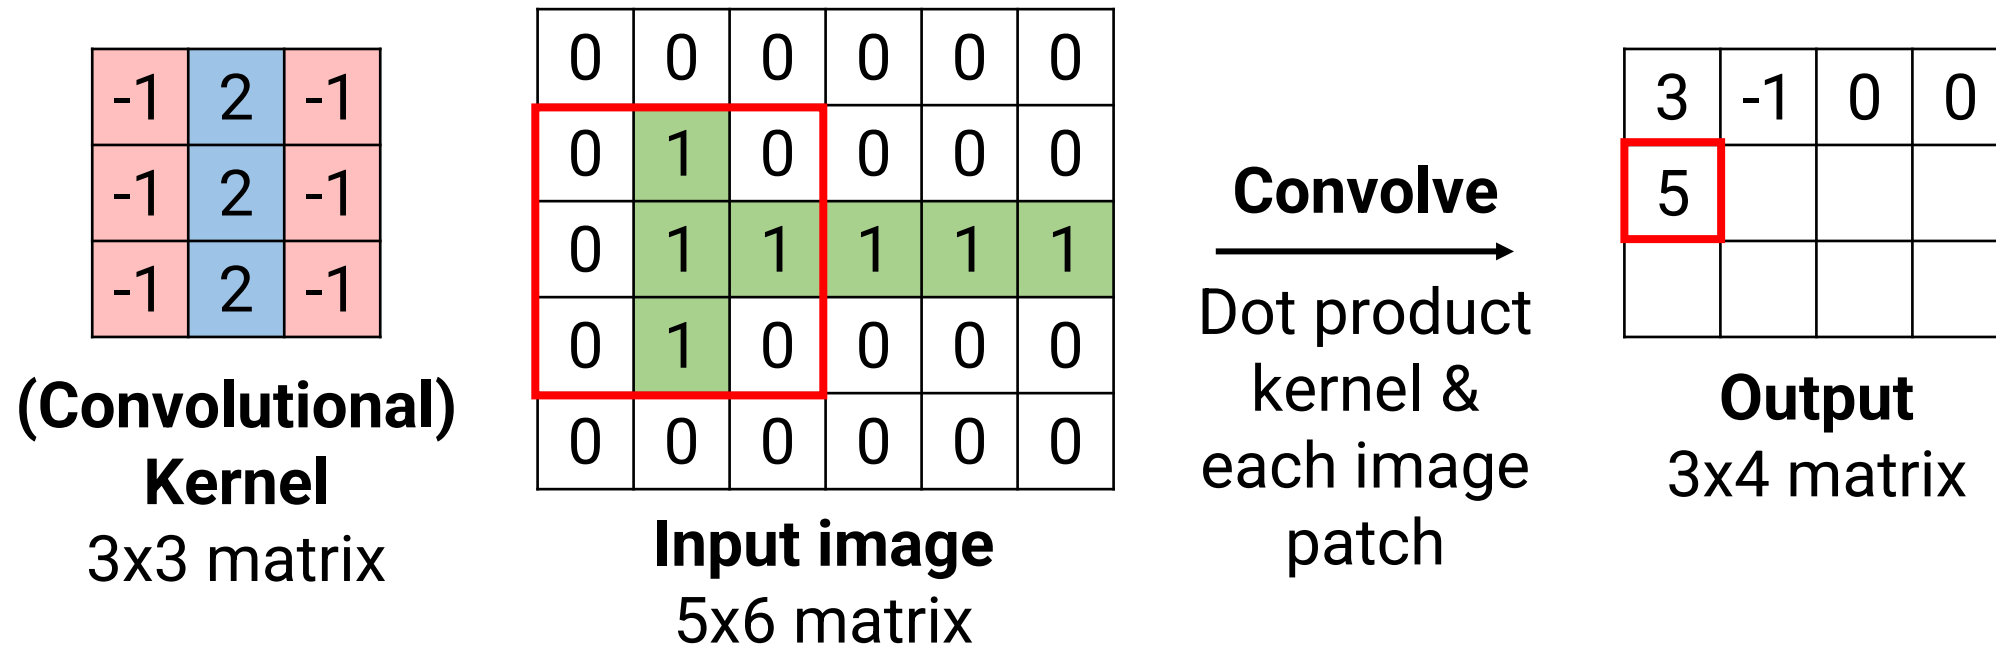 -1 2 -1
-1 2 -1
-1 2 -1
(Convolutional)
Kernel
3x3 matrix
0 0 0 0 0 0
0 1 0 0 0 0
0 1 1 1 1 1
0 1 0 0 0 0
0 0 0 0 0 0
Input image
5x6 matrix
Convolve
Dot product
kernel &
each image
patch
3 -1 0 0
5
Output
3x4 matrix